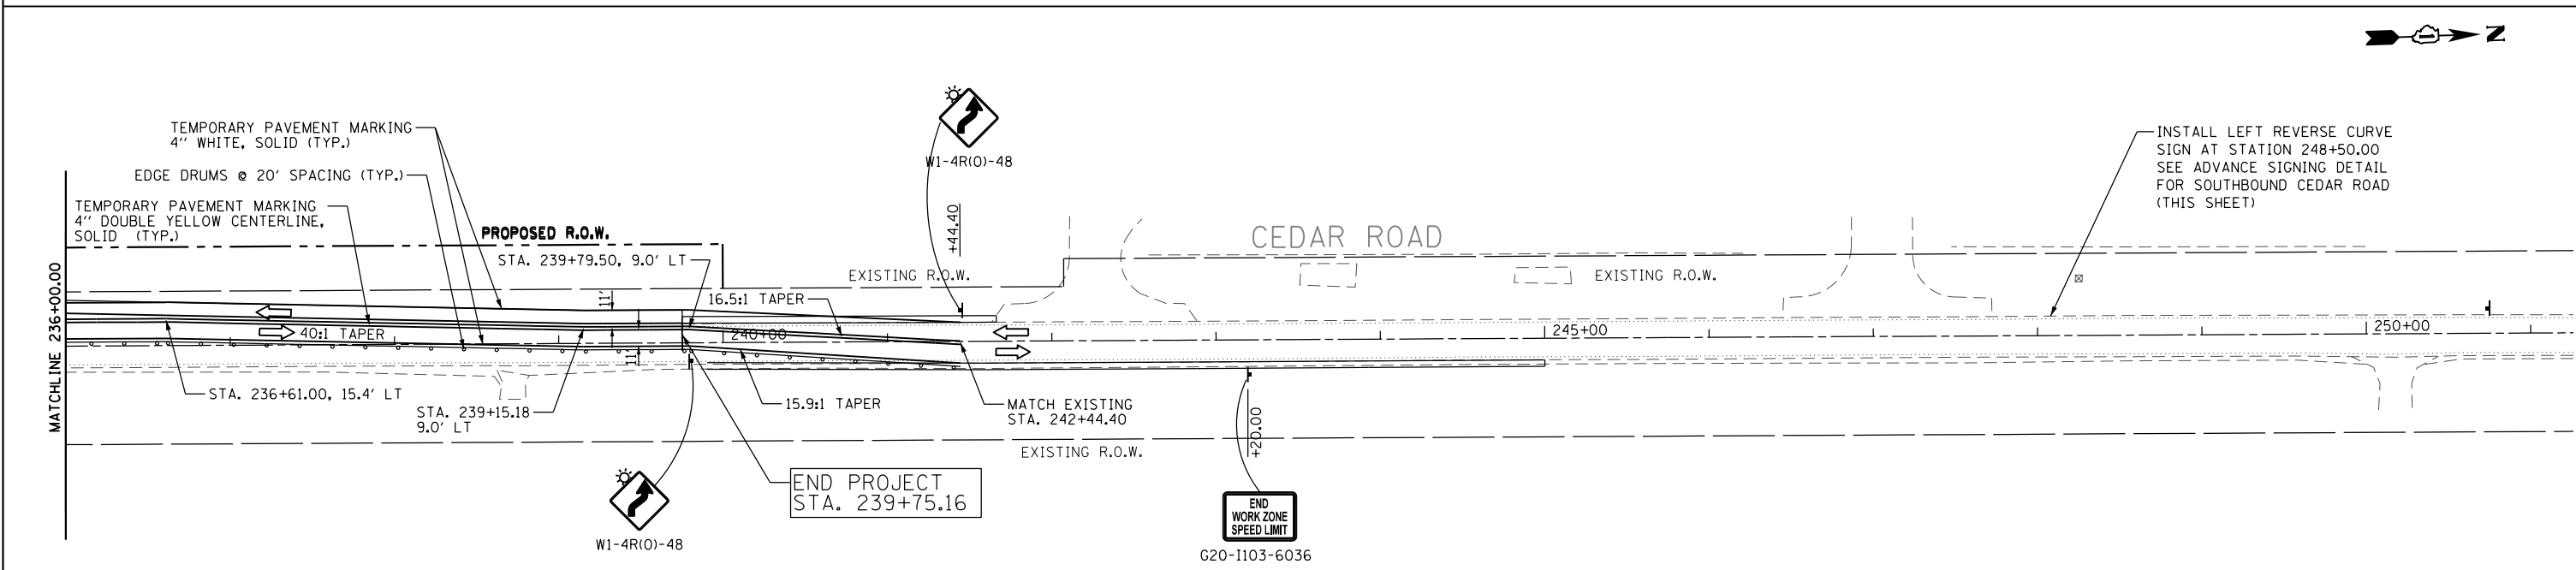 N
TEMPORARY PAVEMENT MARKING
4'' WHITE, SOLID (TYP.)
EDGE DRUMS @ 20' SPACING (TYP.)
TEMPORARY PAVEMENT MARKING
4'' DOUBLE YELLOW CENTERLINE,
SOLID (TYP.)
PROPOSED R.O.W.
STA. 239+79.50, 9.0' LT
W1-4R(O)-48
+44.40
CEDAR ROAD
INSTALL LEFT REVERSE CURVE
SIGN AT STATION 248+50.00
SEE ADVANCE SIGNING DETAIL
FOR SOUTHBOUND CEDAR ROAD
(THIS SHEET)
MATCHLINE 236+00.00
EXISTING R.O.W.
EXISTING R.O.W.
11'
16.5:1 TAPER
40:1 TAPER
240+00
245+00
250+00
11'
STA. 236+61.00, 15.4' LT
STA. 239+15.18
9.0' LT
15.9:1 TAPER
MATCH EXISTING
STA. 242+44.40
+20.00
EXISTING R.O.W.
END PROJECT
STA. 239+75.16
W1-4R(O)-48
END
WORK ZONE
SPEED LIMIT
G20-I103-6036